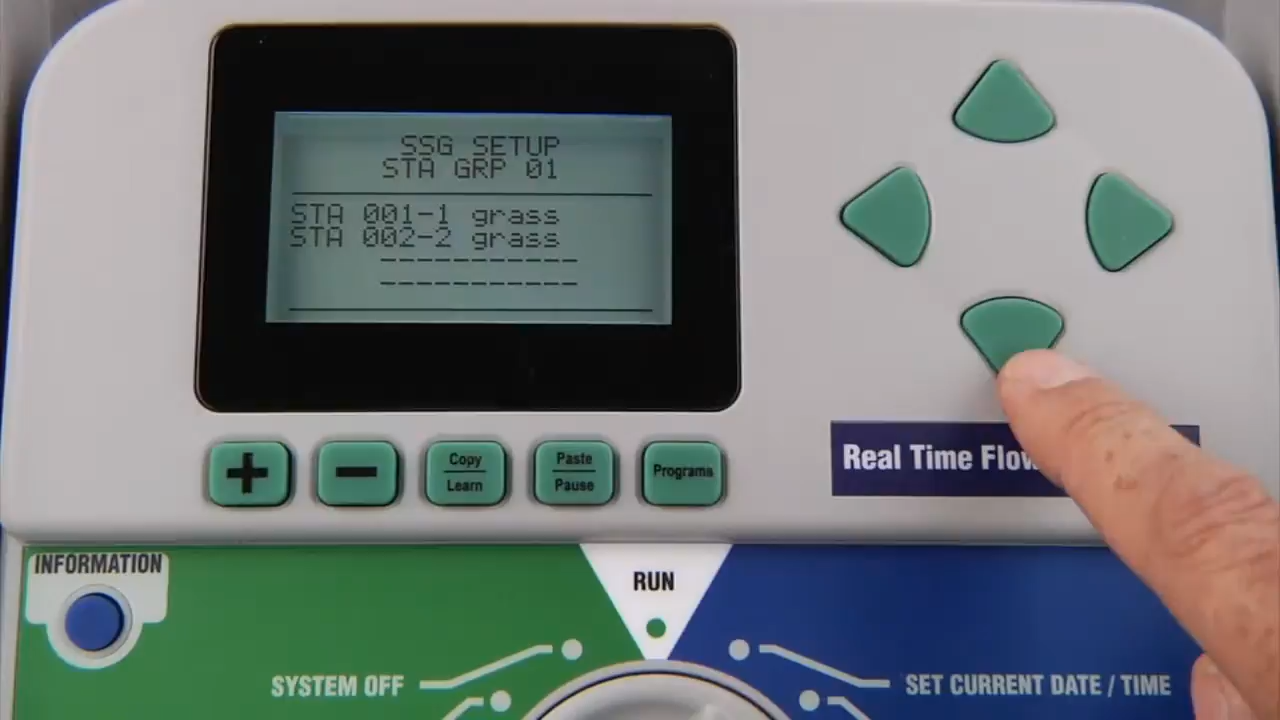 SSG SETUP
STA GRP 01
STA 001-1 grass
STA 002-2 grass
-----------
-----------
+
−
Copy
Learn
Paste
Pause
Programs
Real Time
INFORMATION
RUN
SYSTEM OFF
SET CURRENT DATE / TIME